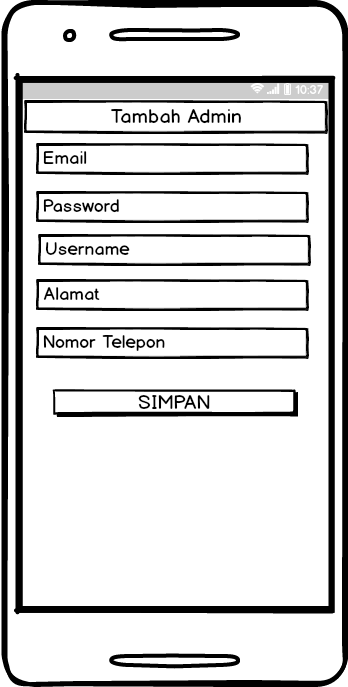 10:37
Tambah Admin
Email
Password
Username
Alamat
Nomor Telepon
SIMPAN